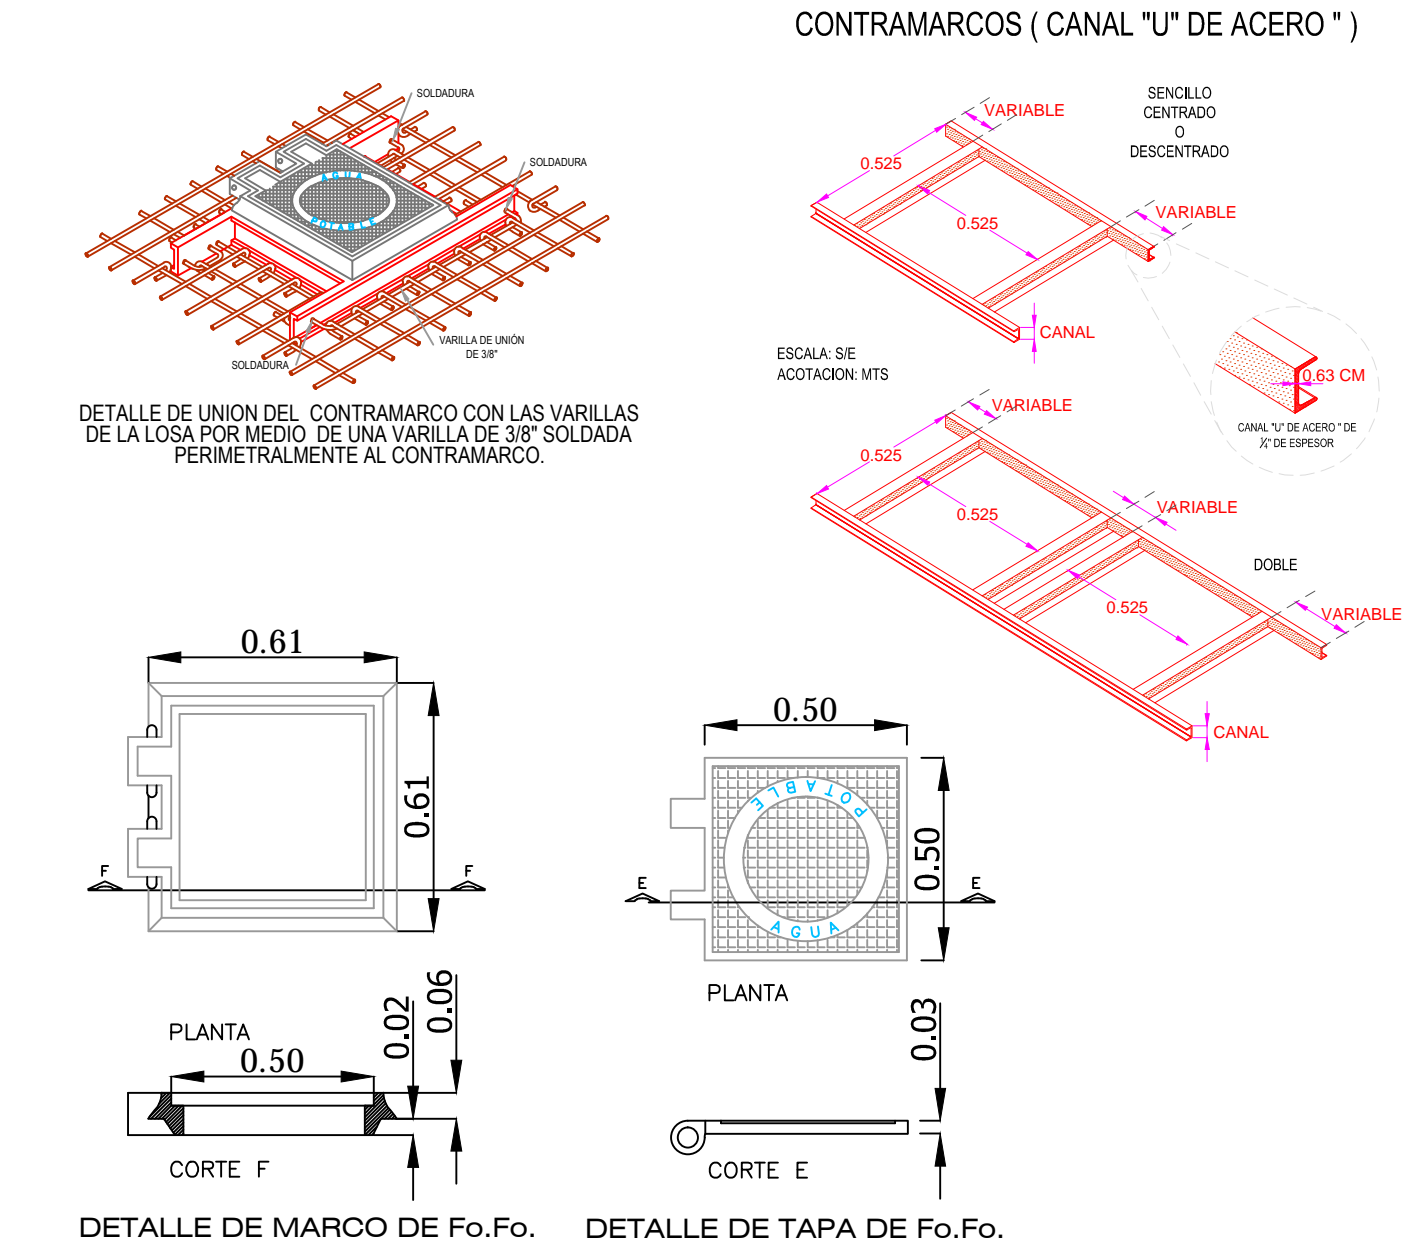 CONTRAMARCOS ( CANAL "U" DE ACERO " )
SOLDADURA
SOLDADURA
AGUA
POTABLE
VARILLA DE UNIÓN
DE 3/8"
SOLDADURA
DETALLE DE UNION DEL CONTRAMARCO CON LAS VARILLAS
DE LA LOSA POR MEDIO DE UNA VARILLA DE 3/8" SOLDADA
PERIMETRALMENTE AL CONTRAMARCO.
SENCILLO
CENTRADO
O
DESCENTRADO
VARIABLE
0.525
0.525
VARIABLE
CANAL
ESCALA: S/E
ACOTACION: MTS
0.63 CM
CANAL "U" DE ACERO " DE
¼" DE ESPESOR
VARIABLE
0.525
0.525
VARIABLE
DOBLE
0.525
VARIABLE
CANAL
0.61
0.61
F
F
PLANTA
0.50
0.02
0.06
CORTE F
DETALLE DE MARCO DE Fo.Fo.
0.50
POTABLE
0.50
E
E
AGUA
PLANTA
0.03
CORTE E
DETALLE DE TAPA DE Fo.Fo.